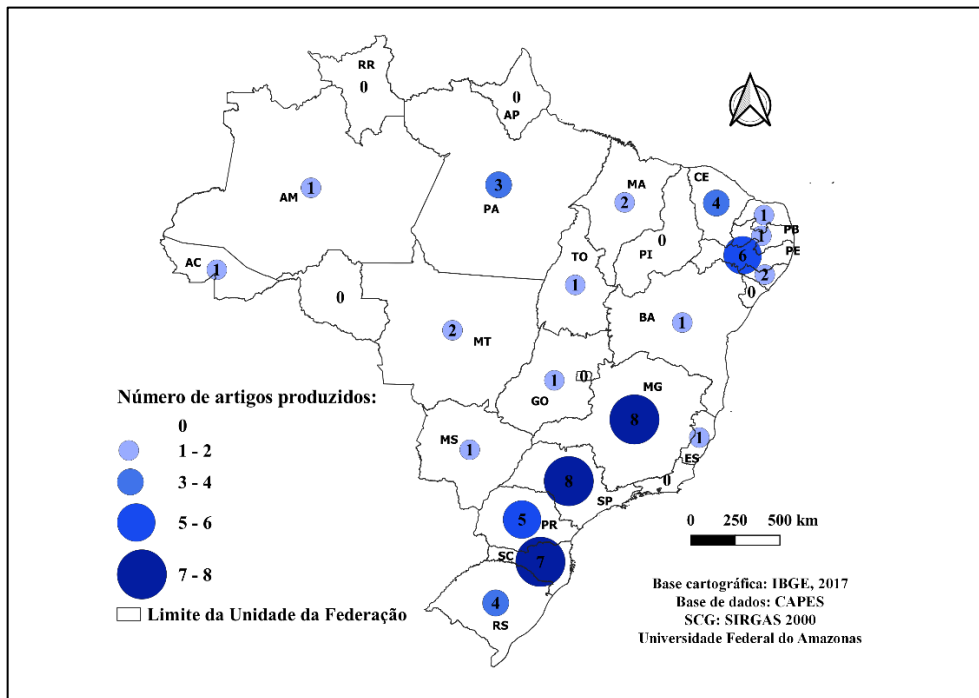 RR
0
0
AP
AM
1
3
PA
MA
2
CE
4
1
PB
1
PE
6
2
0
PI
0
TO
1
AC
1
0
2
MT
BA
1
GO
1
0
MG
8
MS
1
1
ES
0
8
SP
5
PR
SC
7
4
RS
Número de artigos produzidos:
0
1 - 2
3 - 4
5 - 6
7 - 8
Limite da Unidade da Federação
0 250 500 km
Base cartográfica: IBGE, 2017
Base de dados: CAPES
SCG: SIRGAS 2000
Universidade Federal do Amazonas